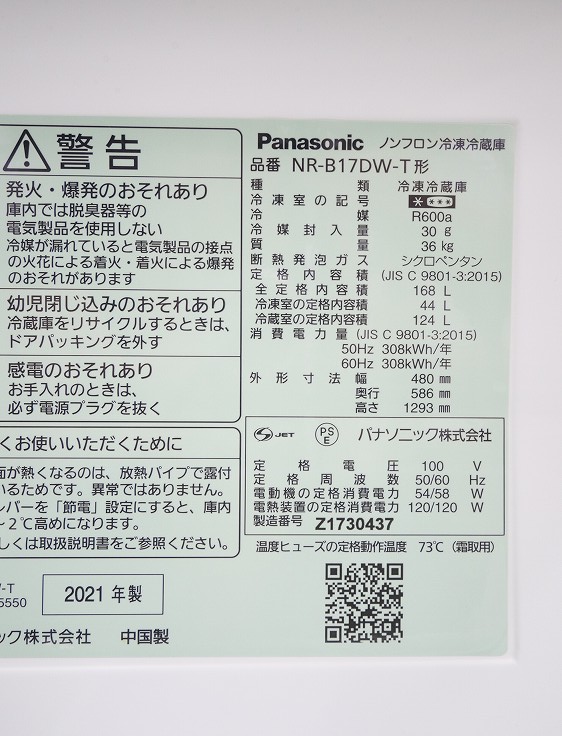 警告
発火・爆発のおそれあり
庫内では脱臭器等の
電気製品を使用しない
冷媒が漏れていると電気製品の接点
の火花による着火・着火による爆発
のおそれがあります
幼児閉じ込めのおそれあり
冷蔵庫をリサイクルするときは、
ドアパッキングを外す
感電のおそれあり
お手入れのときは、
必ず電源プラグを抜く
くお使いいただくために
面が熱くなるのは、放熱パイプで露付
いるためです。異常ではありません。
バーを「節電」設定にすると、庫内
～2℃高めになります。
しくは取扱説明書をご参照ください。
-T
5550
2021 年製
ック株式会社 中国製
Panasonic ノンフロン冷凍冷蔵庫
品番 NR-B17DW-T形
種類 冷凍冷蔵庫
冷凍室の記号 ****
冷媒 R600a
冷媒封入量 30 g
質量 36 kg
断熱発泡ガス シクロペンタン
定格内容積 (JIS C 9801-3:2015)
全定格内容積 168 L
冷凍室の定格内容積 44 L
冷蔵室の定格内容積 124 L
消費電力量 (JIS C 9801-3:2015)
50Hz 308kWh/年
60Hz 308kWh/年
外形寸法 幅 480 mm
奥行 586 mm
高さ 1293 mm
S JET PSE パナソニック株式会社
定格電圧 100 V
定格周波数 50/60 Hz
電動機の定格消費電力 54/58 W
電熱装置の定格消費電力 120/120 W
製造番号 Z1730437
温度ヒューズの定格動作温度 73℃（霜取用）